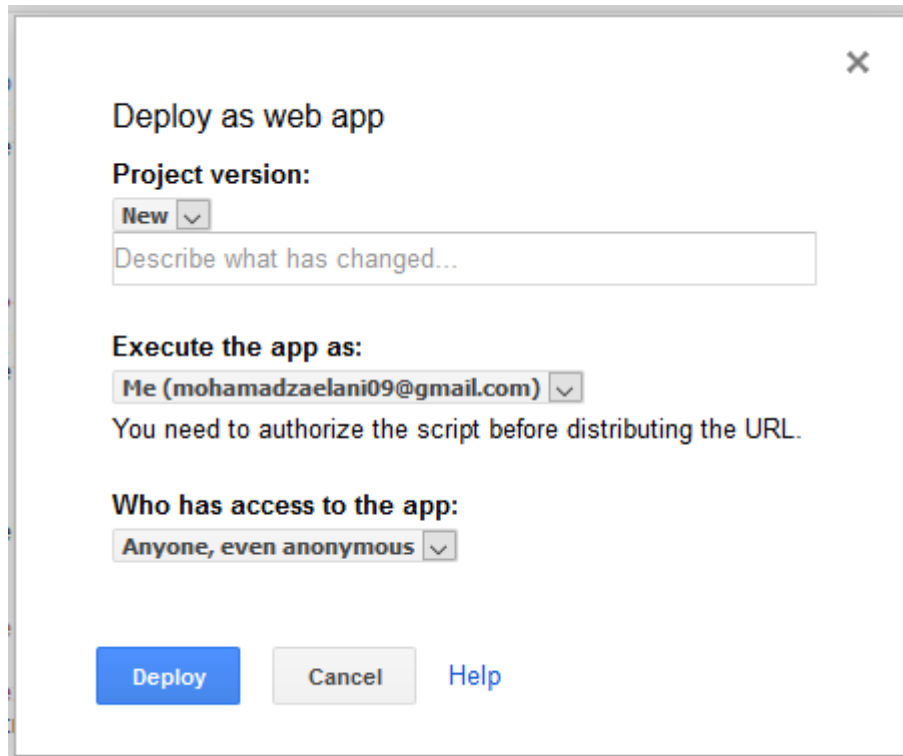 Deploy as web app
Project version:
New
Describe what has changed...
Execute the app as:
Me (mohamadzaelani09@gmail.com)
You need to authorize the script before distributing the URL.
Who has access to the app:
Anyone, even anonymous
Deploy Cancel Help